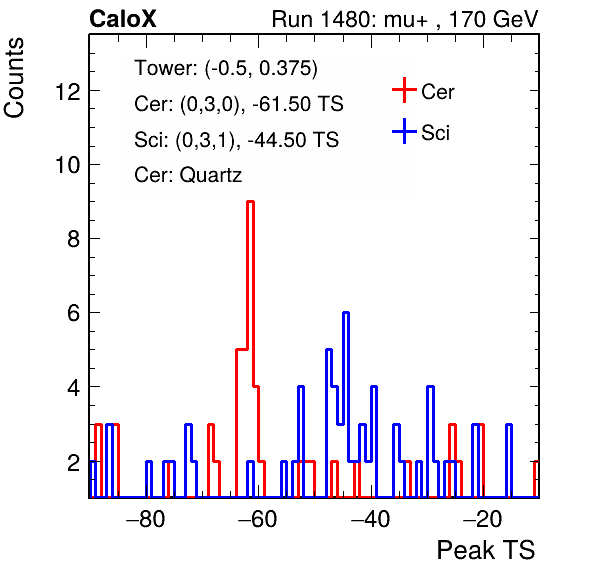 CaloX Run 1480: mu+ , 170 GeV
Counts
Tower: (-0.5, 0.375)
Cer: (0,3,0), -61.50 TS
Sci: (0,3,1), -44.50 TS
Cer: Quartz
Cer
Sci
12
10
8
6
4
2
−80 −60 −40 −20
Peak TS